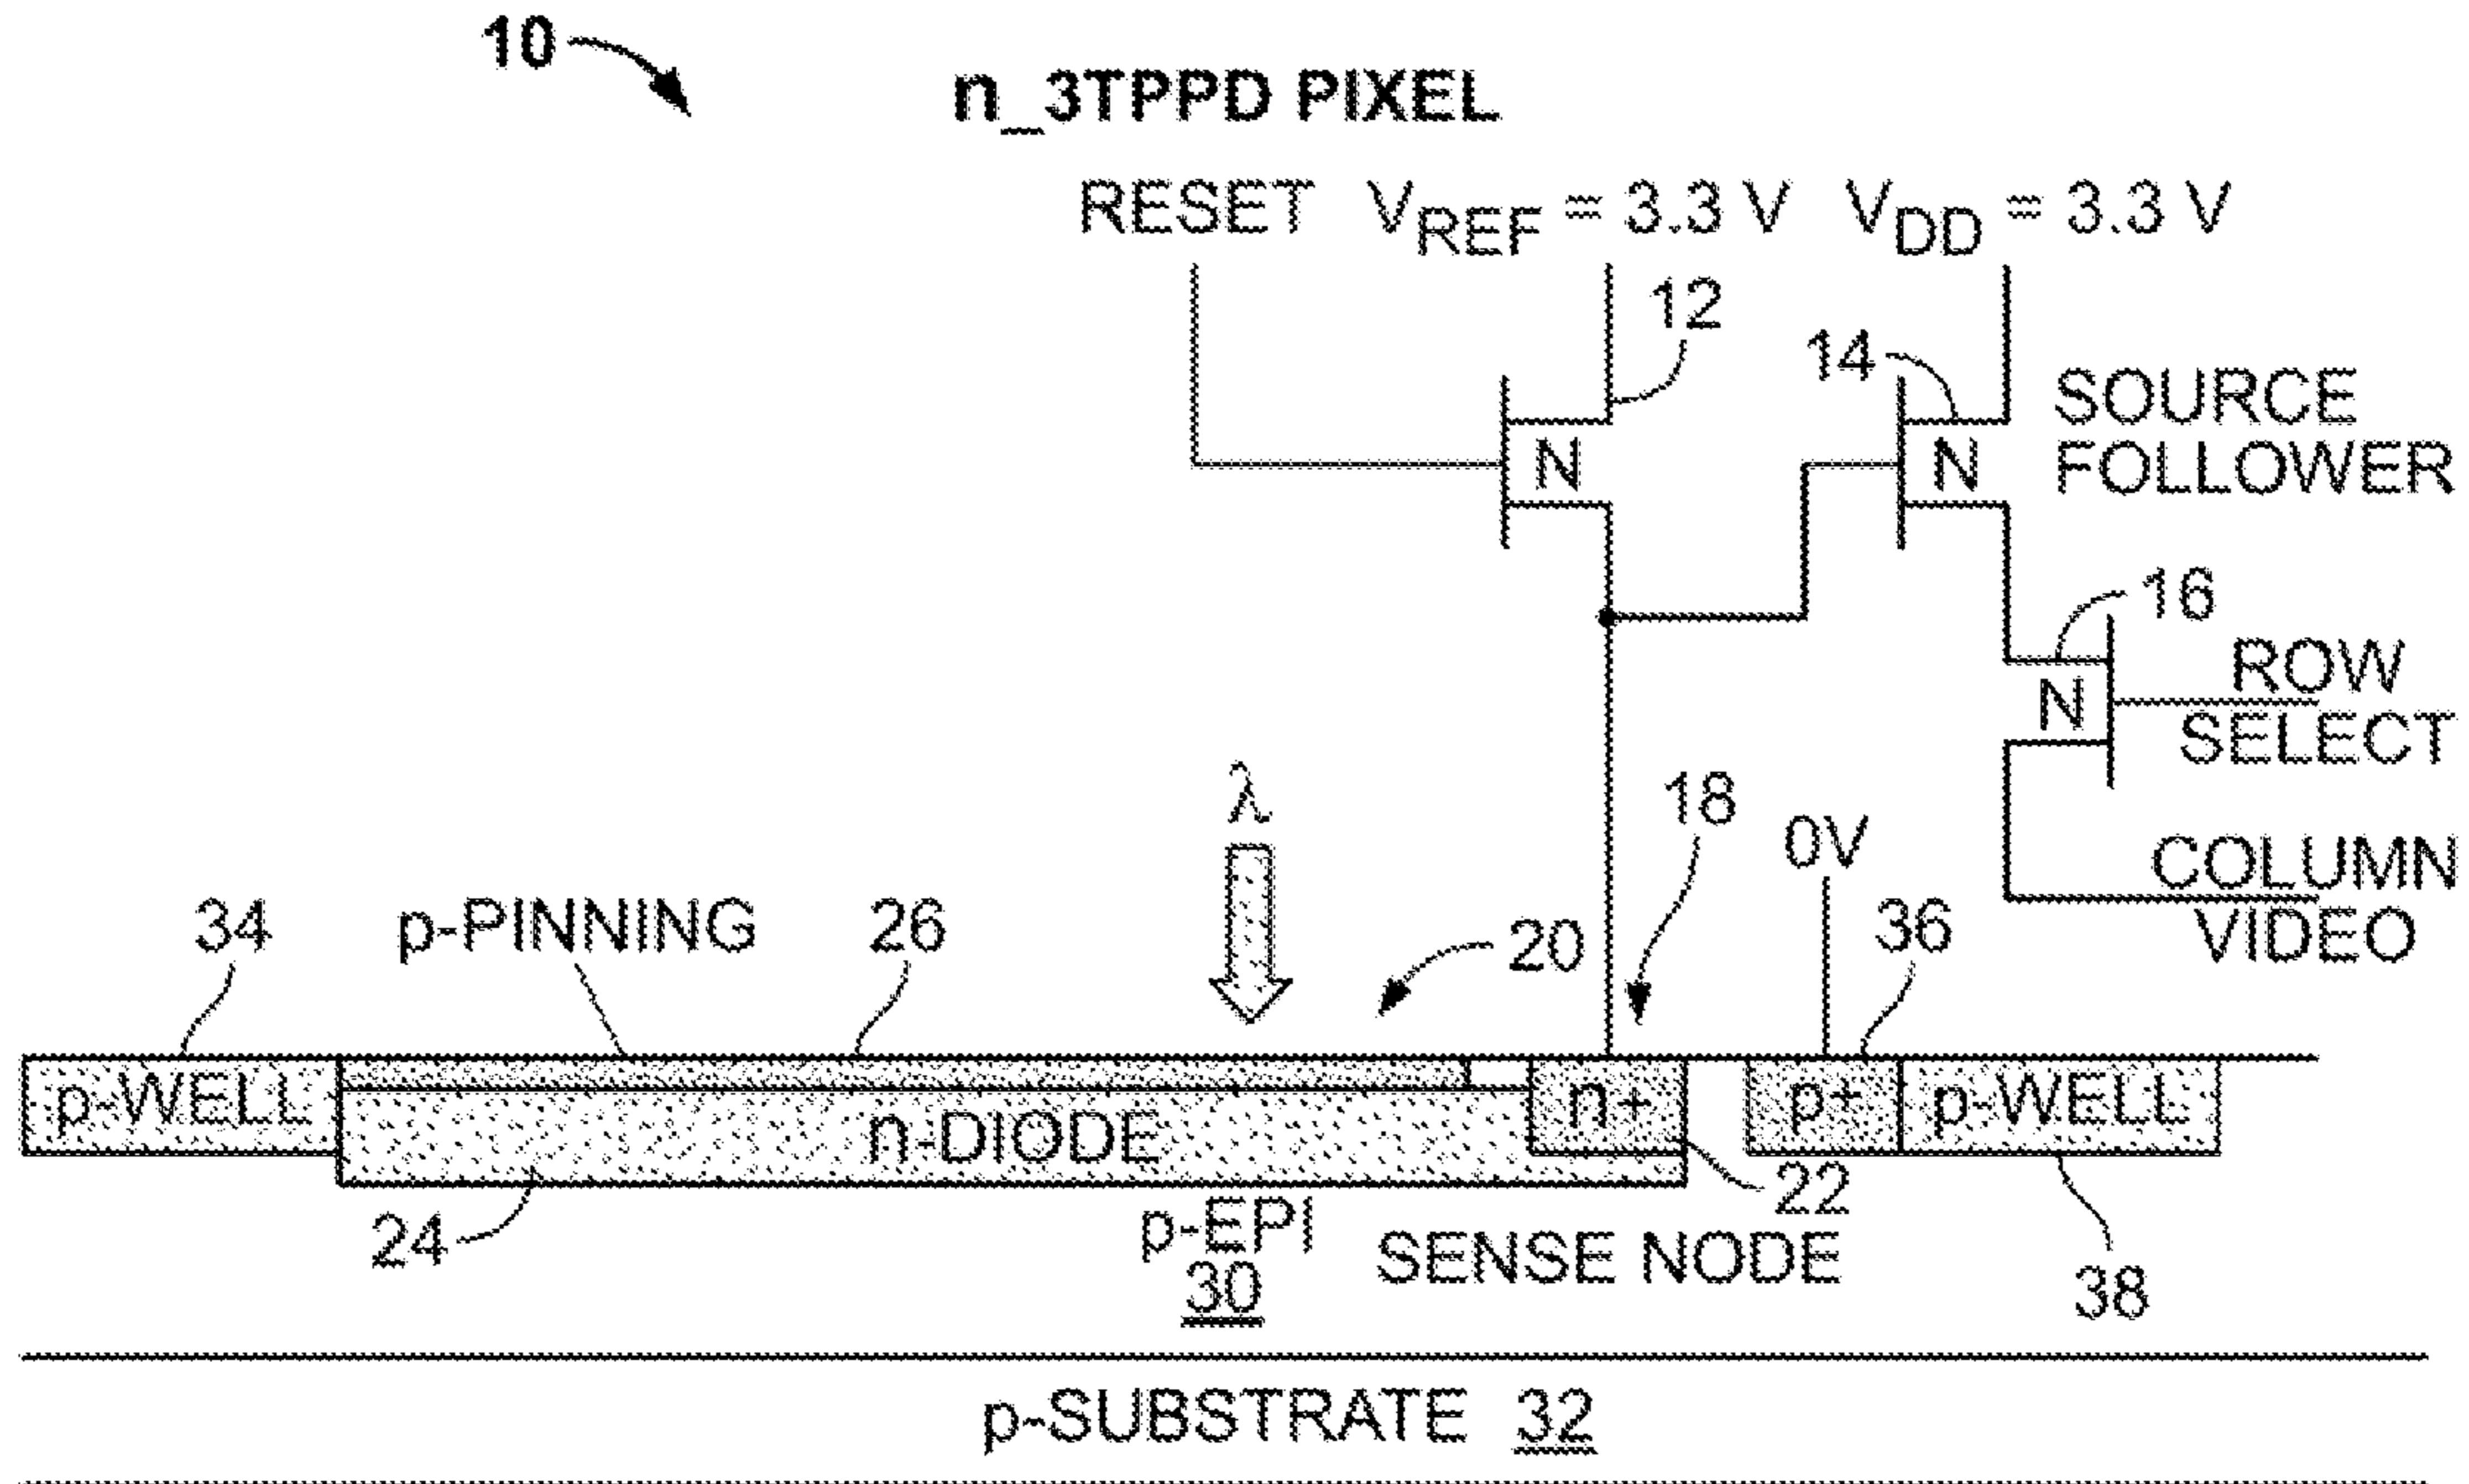 10
n_3TPPD PIXEL
RESET V_REF = 3.3 V V_DD = 3.3 V
12
14
SOURCE
FOLLOWER
N
N
16
ROW
SELECT
N
λ
18
0V
COLUMN
VIDEO
34
p-PINNING
26
20
36
p-WELL
n-DIODE
n+
p+
p-WELL
24
p-EPI
30
SENSE NODE
22
38
p-SUBSTRATE 32